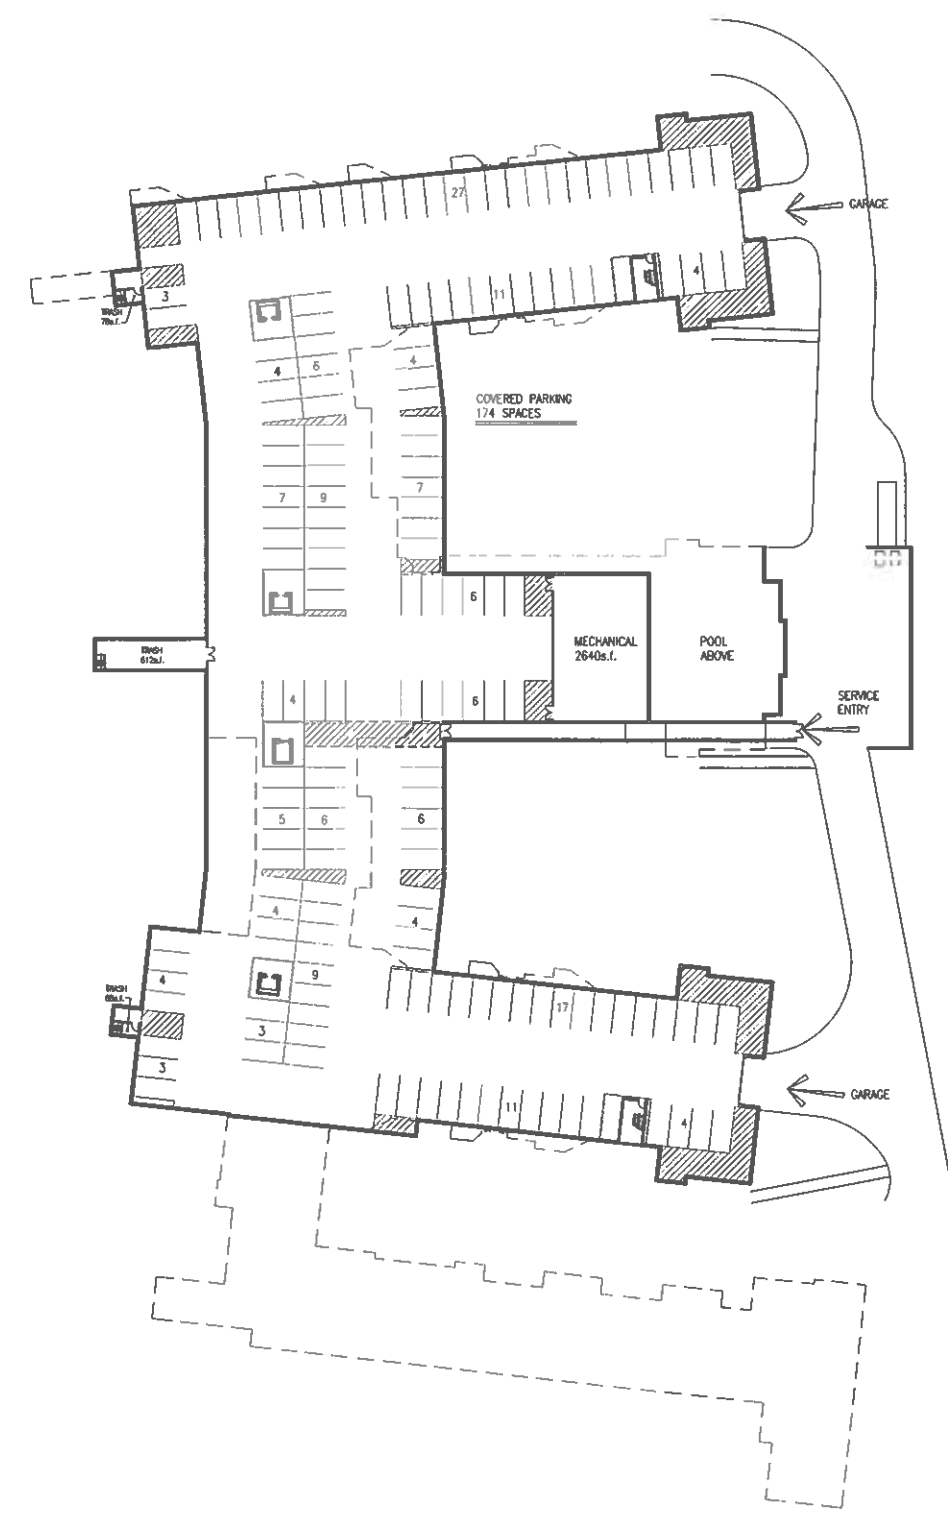 27
GARAGE
4
3
11
TRASH
4
6
4
COVERED PARKING
174 SPACES
7
9
7
6
TRASH
612s.f.
MECHANICAL
2640s.f.
POOL
ABOVE
4
6
SERVICE
ENTRY
5
6
6
4
4
4
9
TRASH
17
3
3
GARAGE
11
4